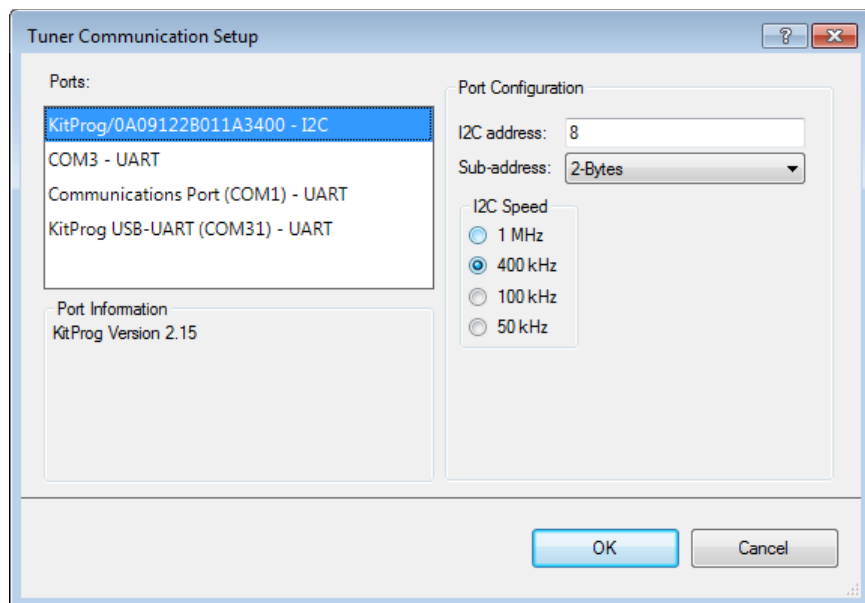 Tuner Communication Setup
Ports:
KitProg/0A09122B011A3400 - I2C
COM3 - UART
Communications Port (COM1) - UART
KitProg USB-UART (COM31) - UART
Port Information
KitProg Version 2.15
Port Configuration
I2C address: 8
Sub-address: 2-Bytes
I2C Speed
1 MHz
400 kHz
100 kHz
50 kHz
OK Cancel